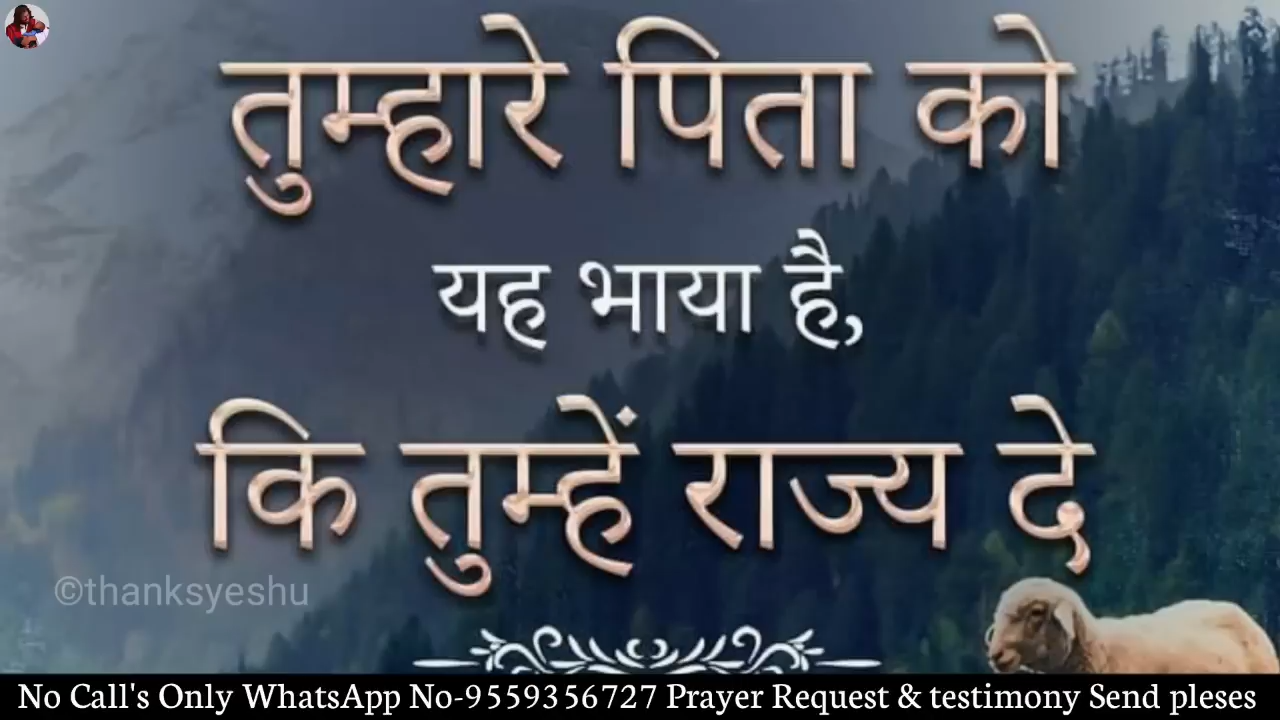 तुम्हारे पिता को
यह भाया है,
कि तुम्हें राज्य दे
©thanksyeshu
No Call's Only WhatsApp No-9559356727 Prayer Request & testimony Send pleses